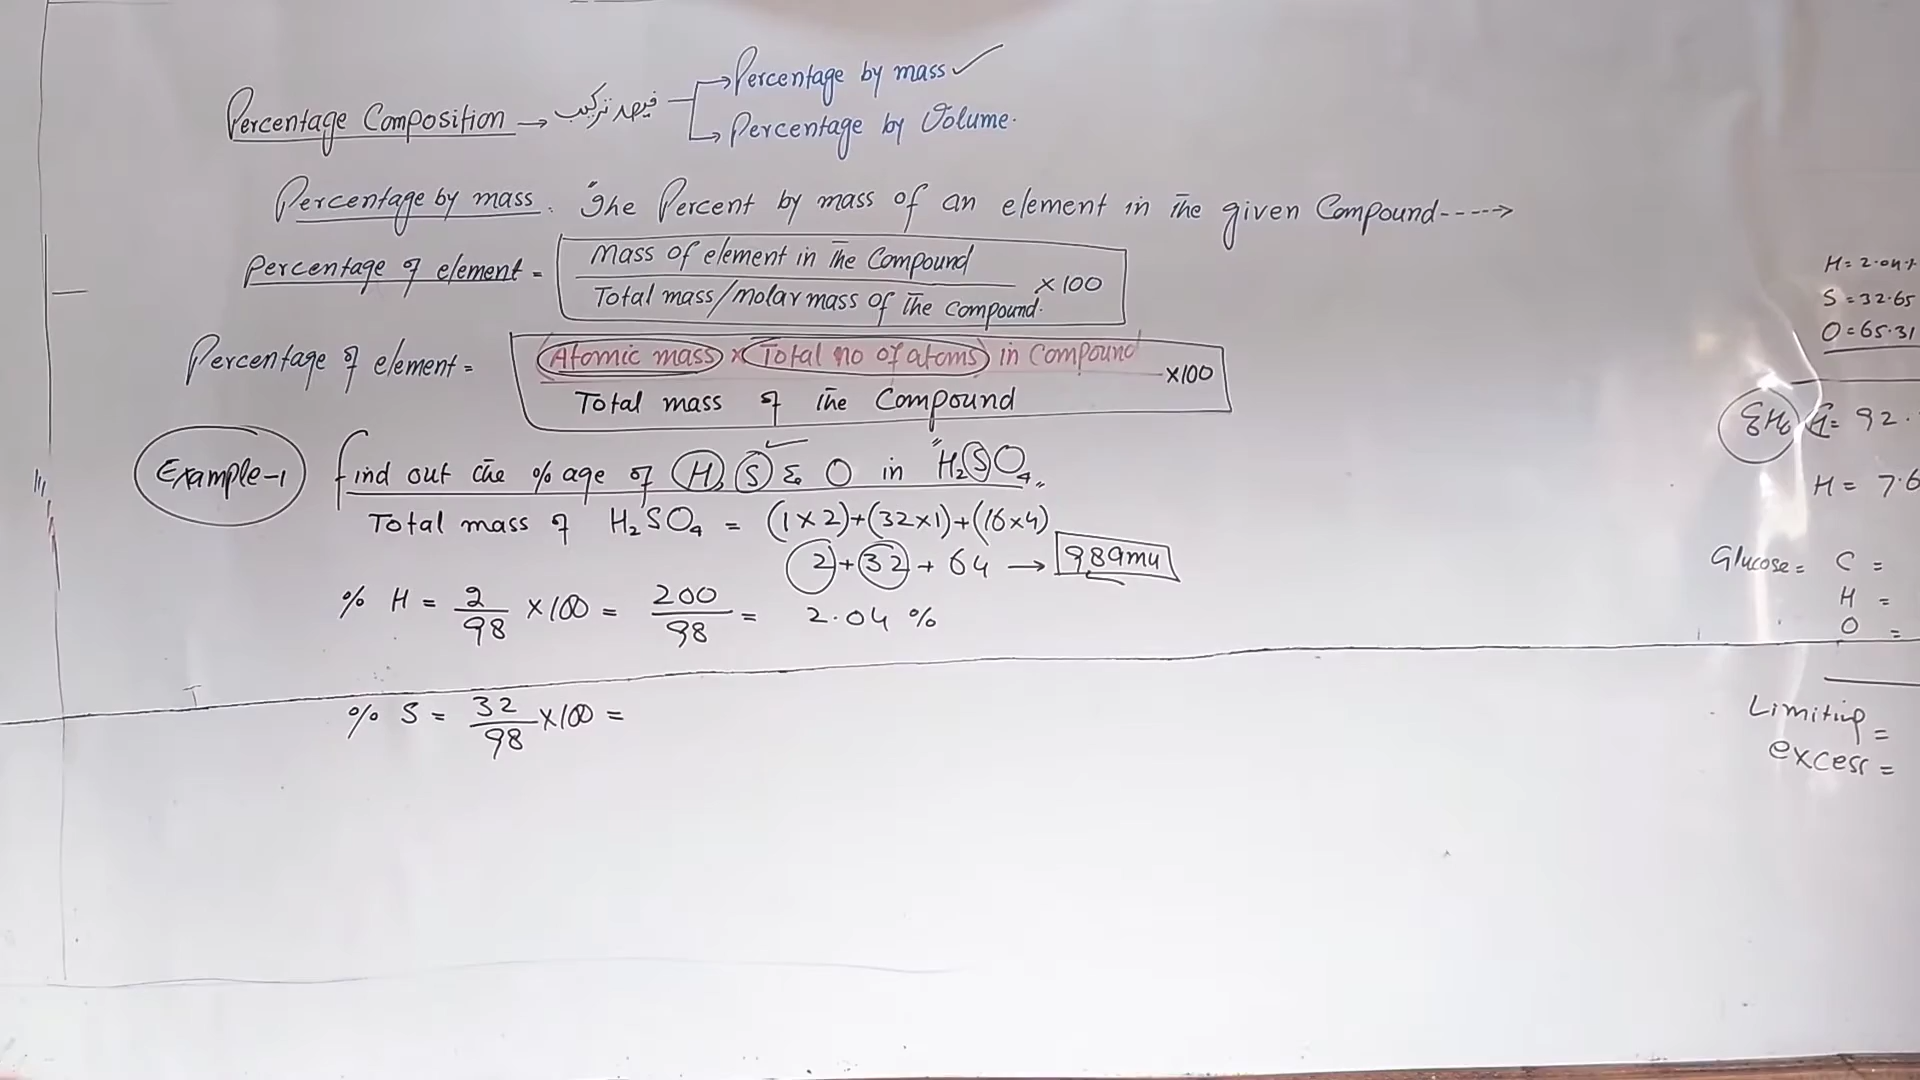 Percentage Composition → فیصد ترکیب
→ Percentage by mass ✓
→ Percentage by Volume.
Percentage by mass. "The Percent by mass of an element in the given Compound---->
Percentage of element = Mass of element in the Compound / Total mass/molar mass of the Compound. × 100
Percentage of element = Atomic mass × Total no of atoms in Compound / Total mass of the Compound ×100
Example-1 find out the % age of H, S & O in "H₂SO₄"
Total mass of H₂SO₄ = (1×2)+(32×1)+(16×4)
2+32+64 → 98amu
% H = 2/98 ×100 = 200/98 = 2.04 %
% S = 32/98 ×100 =
H = 2.04%
S = 32.65
O = 65.31
= 92.
H = 7.6
Glucose = C =
H =
O =
Limiting =
excess =